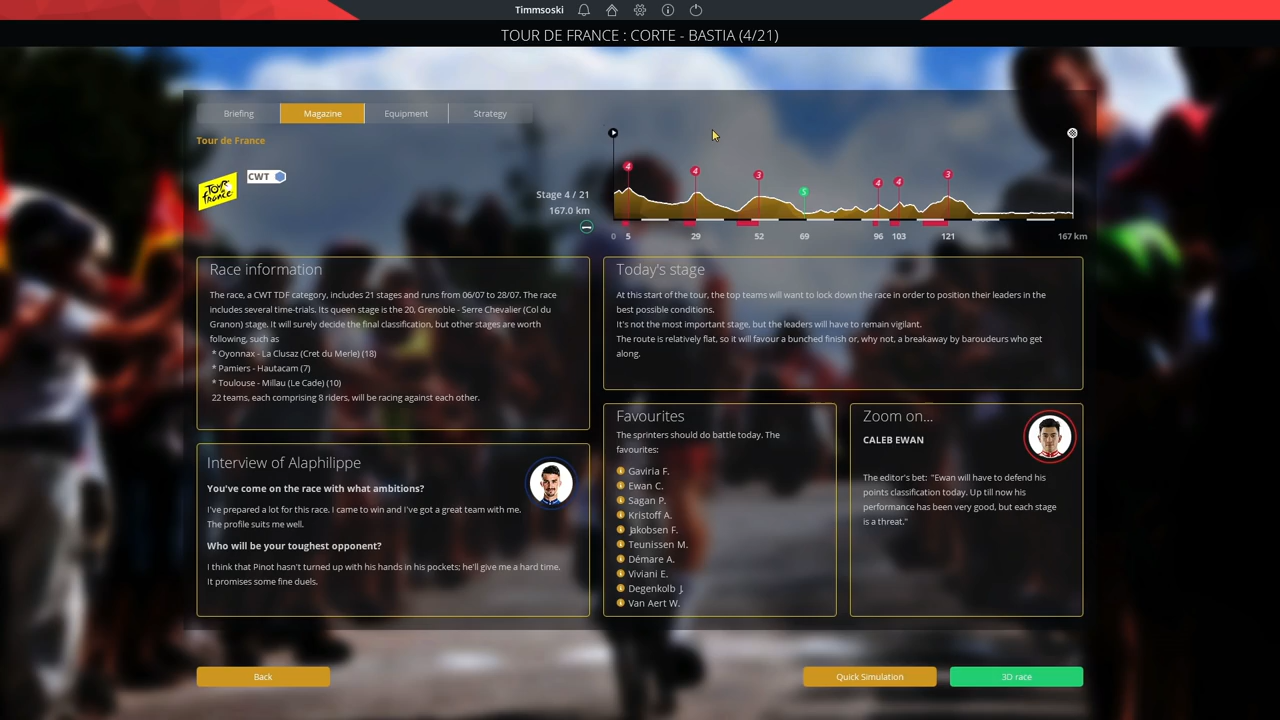 Timmsoski
TOUR DE FRANCE : CORTE - BASTIA (4/21)
Briefing
Magazine
Equipment
Strategy
Tour de France
TOUR
france
CWT
Stage 4 / 21
167.0 km
4
4
3
S
4
4
3
0
5
29
52
69
96
103
121
167 km
Race information
The race, a CWT TDF category, includes 21 stages and runs from 06/07 to 28/07. The race
includes several time-trials. Its queen stage is the 20, Grenoble - Serre Chevalier (Col du
Granon) stage. It will surely decide the final classification, but other stages are worth
following, such as
* Oyonnax - La Clusaz (Cret du Merle) (18)
* Pamiers - Hautacam (7)
* Toulouse - Millau (Le Cade) (10)
22 teams, each comprising 8 riders, will be racing against each other.
Today's stage
At this start of the tour, the top teams will want to lock down the race in order to position their leaders in the
best possible conditions.
It's not the most important stage, but the leaders will have to remain vigilant.
The route is relatively flat, so it will favour a bunched finish or, why not, a breakaway by baroudeurs who get
along.
Interview of Alaphilippe
You've come on the race with what ambitions?
I've prepared a lot for this race. I came to win and I've got a great team with me.
The profile suits me well.
Who will be your toughest opponent?
I think that Pinot hasn't turned up with his hands in his pockets; he'll give me a hard time.
It promises some fine duels.
Favourites
The sprinters should do battle today. The
favourites:
Gaviria F.
Ewan C.
Sagan P.
Kristoff A.
Jakobsen F.
Teunissen M.
Démare A.
Viviani E.
Degenkolb J.
Van Aert W.
Zoom on...
CALEB EWAN
The editor's bet: "Ewan will have to defend his
points classification today. Up till now his
performance has been very good, but each stage
is a threat."
Back
Quick Simulation
3D race